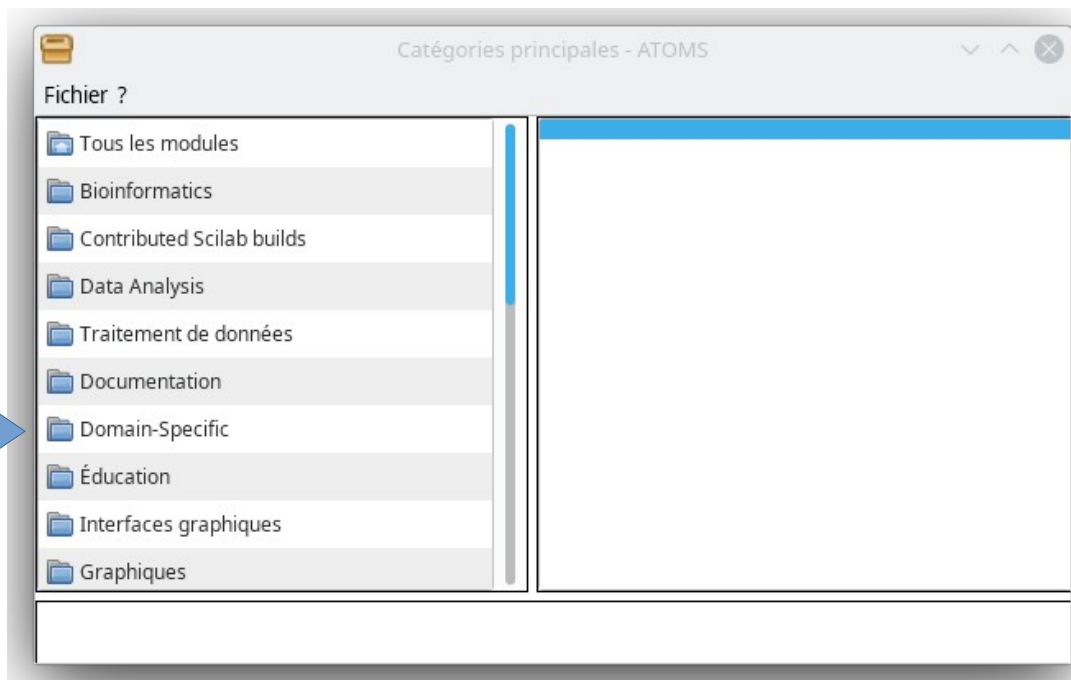 Catégories principales - ATOMS
Fichier ?
Tous les modules
Bioinformatics
Contributed Scilab builds
Data Analysis
Traitement de données
Documentation
Domain-Specific
Éducation
Interfaces graphiques
Graphiques